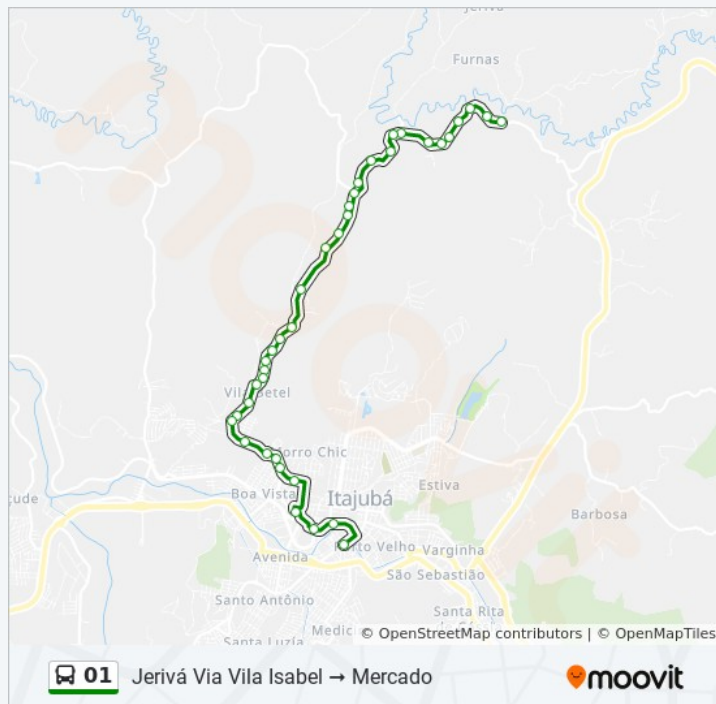 Jerivá
Furnas
Vila Betel
Morro Chic
Boa Vista
Itajubá
Estiva
Barbosa
Porto Velho
Varginha
Avenida
São Sebastião
Santo Antônio
Santa Rita
Santa Luzía
Medic
© OpenStreetMap contributors | © OpenMapTiles
01 Jerivá Via Vila Isabel → Mercado
moovit